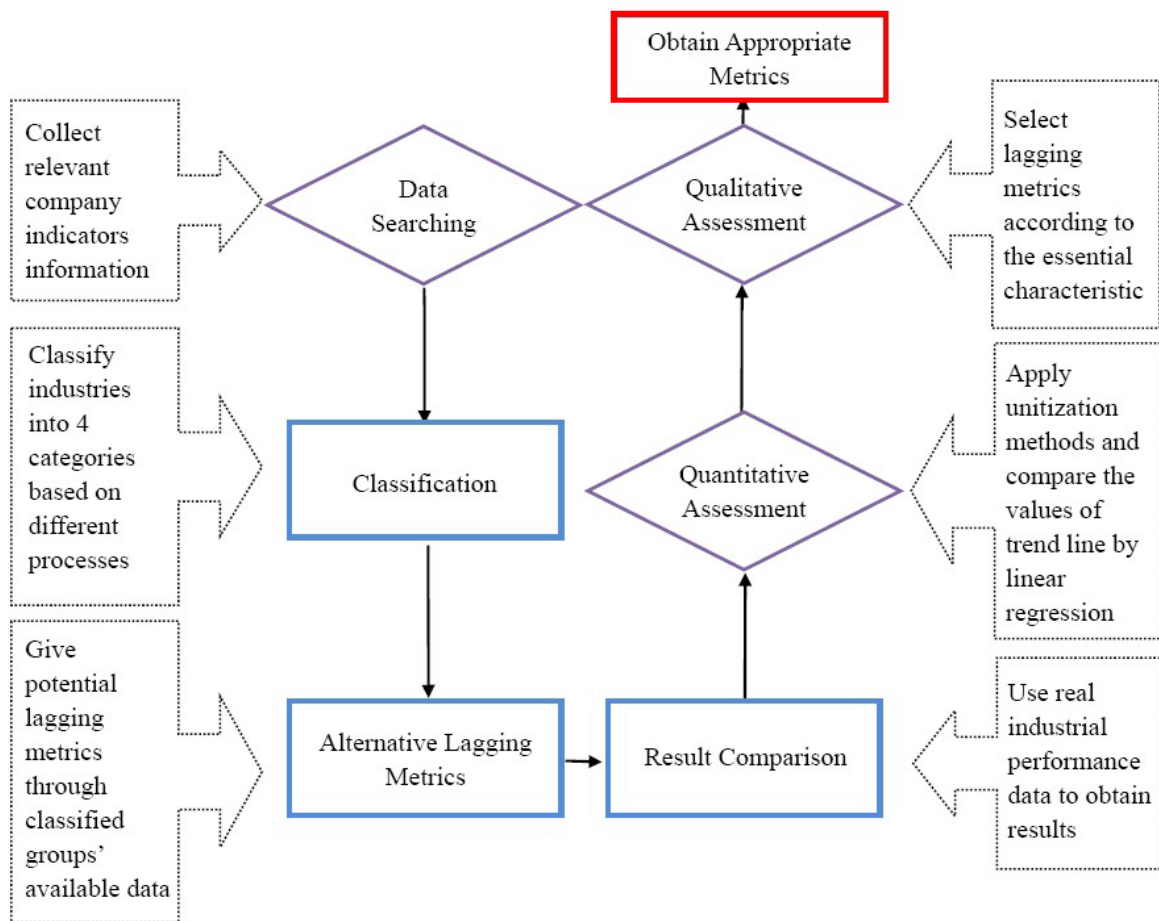 Obtain Appropriate
Metrics
Collect
relevant
company
indicators
information
Data
Searching
Qualitative
Assessment
Select
lagging
metrics
according to
the essential
characteristic
Classify
industries
into 4
categories
based on
different
processes
Classification
Quantitative
Assessment
Apply
unitization
methods and
compare the
values of
trend line by
linear
regression
Give
potential
lagging
metrics
through
classified
groups’
available data
Alternative Lagging
Metrics
Result Comparison
Use real
industrial
performance
data to obtain
results